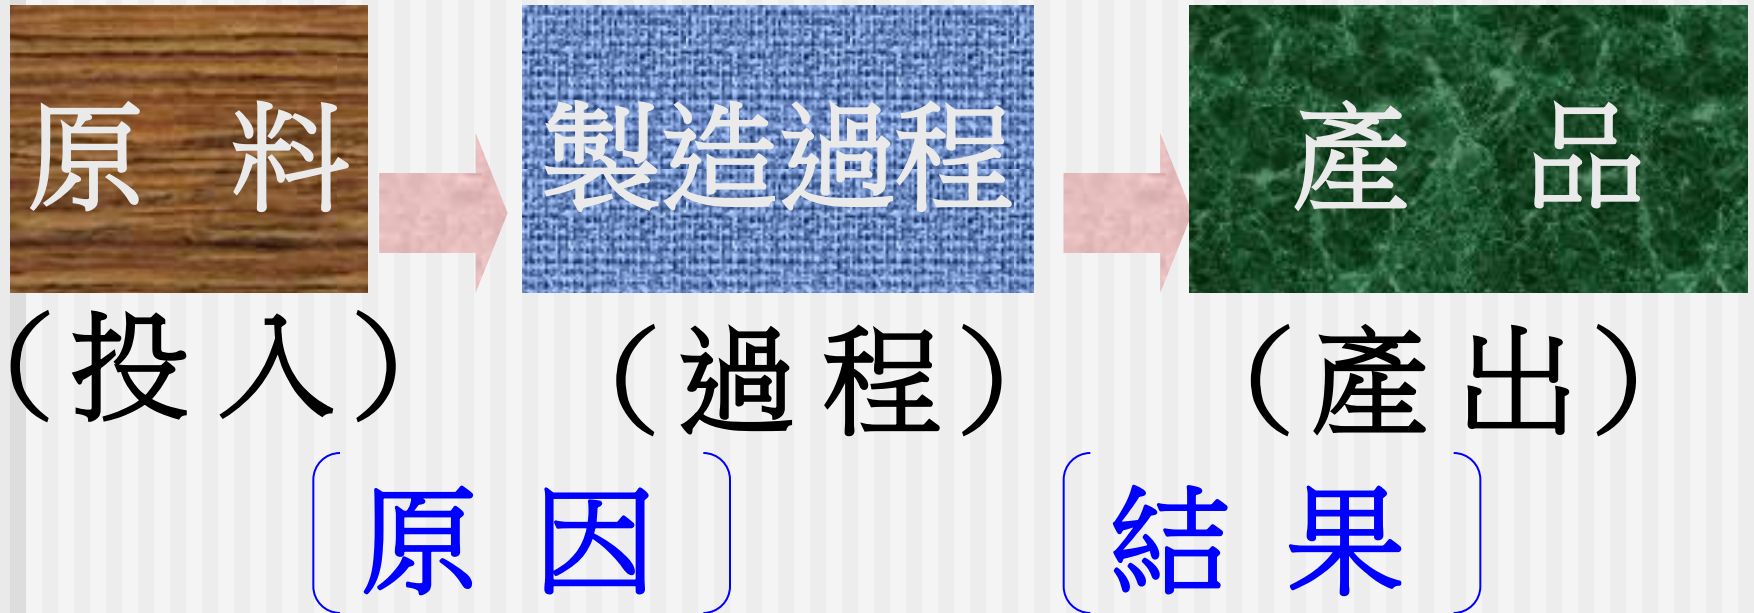 原 料 製造過程 產 品
（投 入） （過 程） （產 出）
原 因 結 果